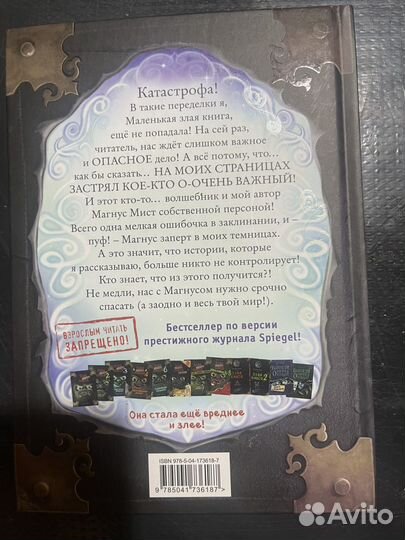 Катастрофа!
В такие переделки я,
Маленькая злая книга,
ещё не попадала! На сей раз,
читатель, нас ждёт слишком важное
и ОПАСНОЕ дело! А всё потому, что…
как бы сказать… НА МОИХ СТРАНИЦАХ
ЗАСТРЯЛ КОЕ-КТО О-ОЧЕНЬ ВАЖНЫЙ!
И этот кто-то… волшебник и мой автор
Магнус Мист собственной персоной!
Всего одна мелкая ошибочка в заклинании, и –
пуф! – Магнус заперт в моих темницах.
А это значит, что истории, которые
я рассказываю, больше никто не контролирует!
Кто знает, что из этого получится?!
Не медли, нас с Магнусом нужно срочно
спасать (а заодно и весь твой мир!).
ВЗРОСЛЫМ ЧИТАТЬ
ЗАПРЕЩЕНО!
Бестселлер по версии
престижного журнала Spiegel!
Она стала ещё вреднее
и злее!
ISBN 978-5-04-173618-7
9 785041 736187 >
Avito